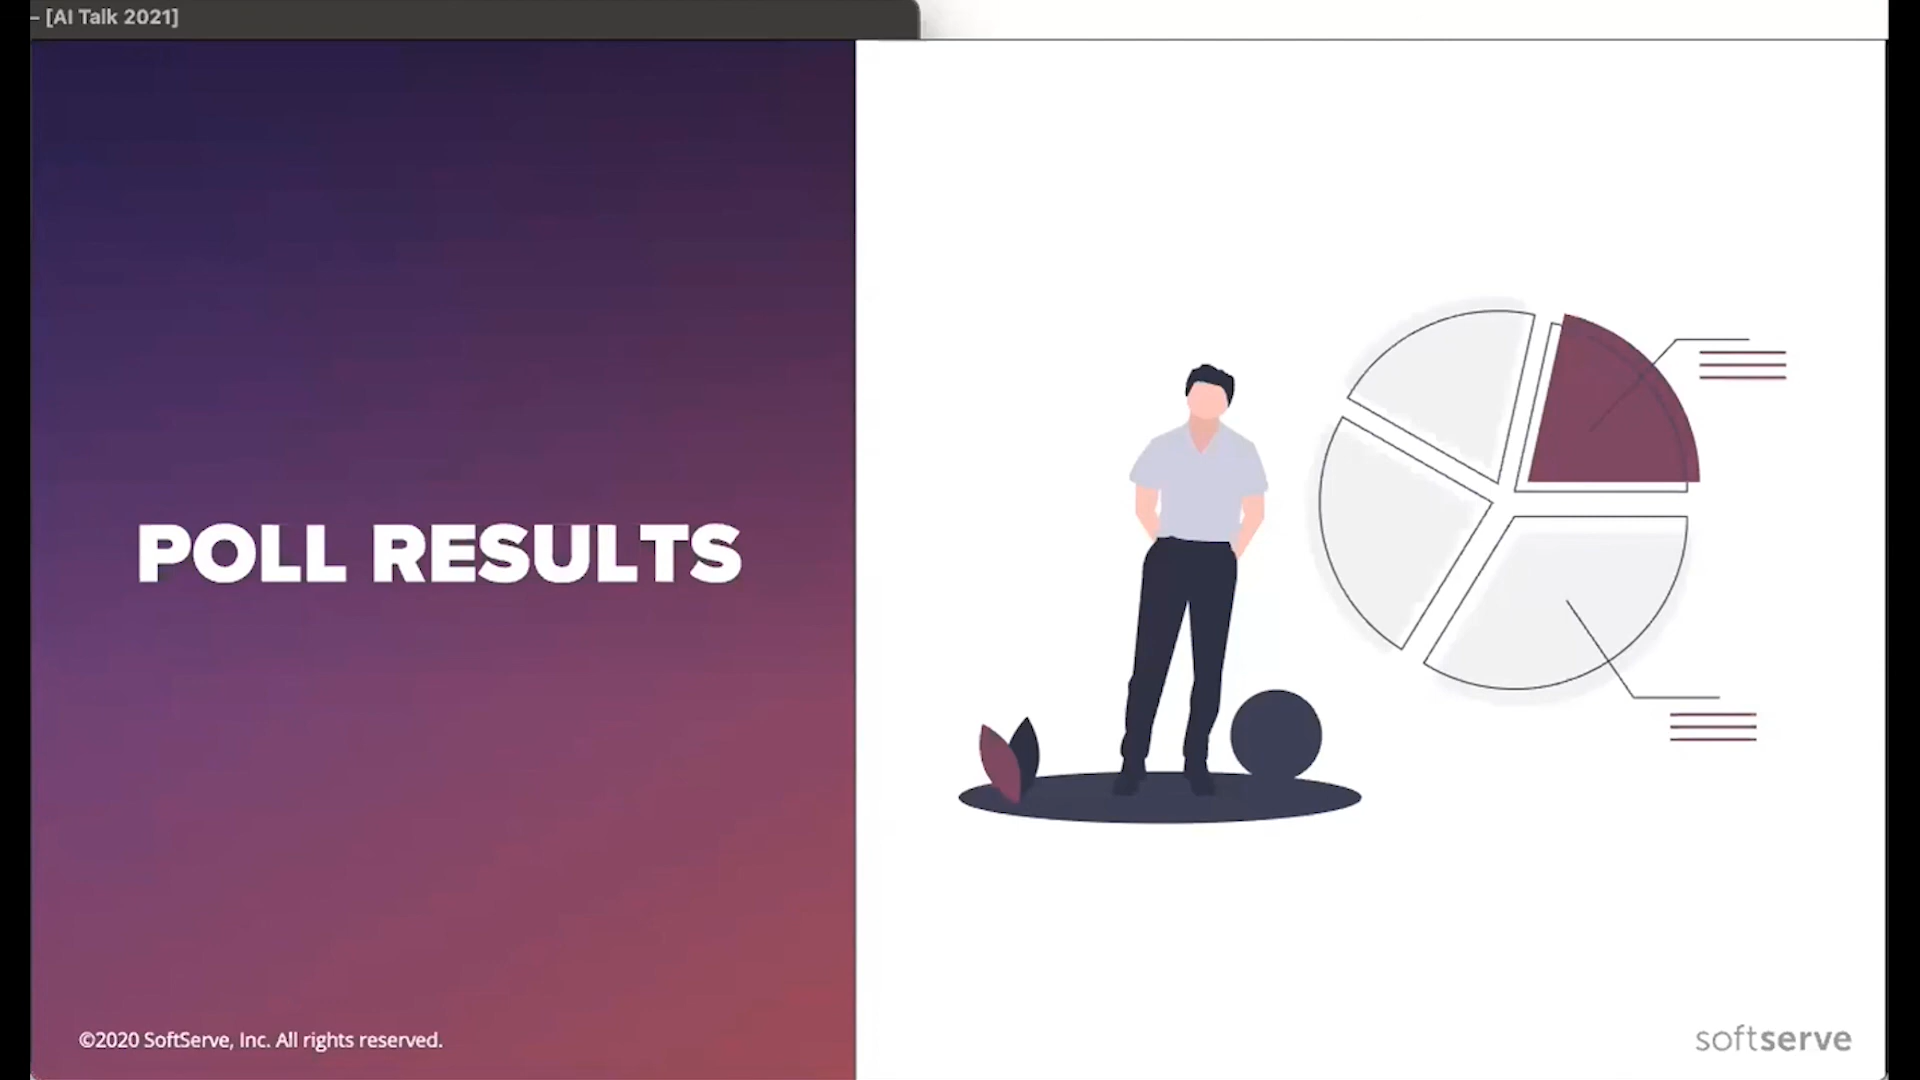 – [AI Talk 2021]
POLL RESULTS
©2020 SoftServe, Inc. All rights reserved.
softserve